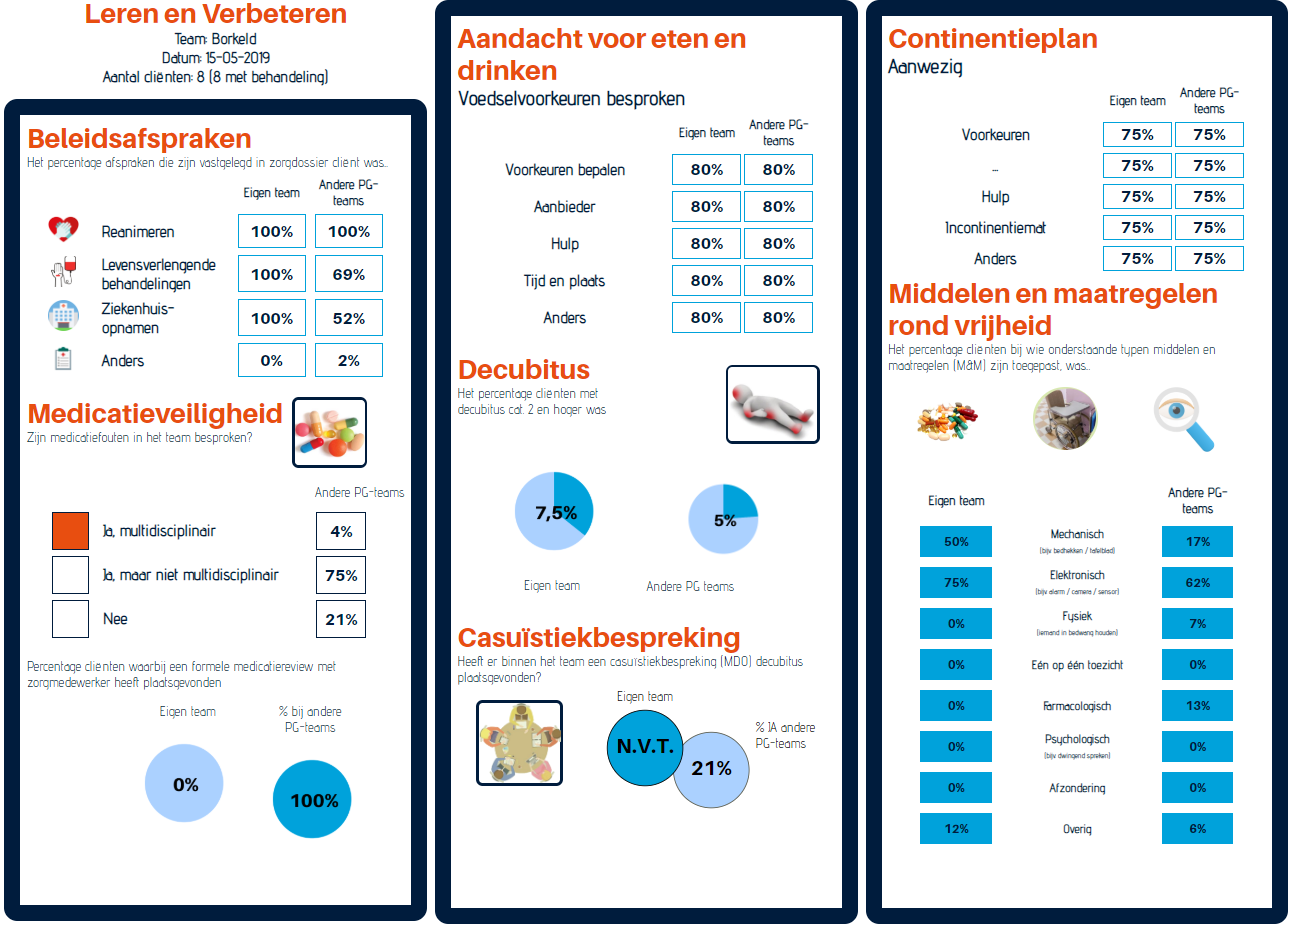 Leren en Verbeteren
Team: Borkeld
Datum: 15-05-2019
Aantal cliënten: 8 (8 met behandeling)
Beleidsafspraken
Het percentage afspraken die zijn vastgelegd in zorgdossier cliënt was...
Eigen team
Andere PG-
teams
Reanimeren 100% 100%
Levensverlengende
behandelingen 100% 69%
Ziekenhuis-
opnamen 100% 52%
Anders 0% 2%
Medicatieveiligheid
Zijn medicatiefouten in het team besproken?
Andere PG-teams
Ja, multidisciplinair 4%
Ja, maar niet multidisciplinair 75%
Nee 21%
Percentage cliënten waarbij een formele medicatiereview met
zorgmedewerker heeft plaatsgevonden
Eigen team
% bij andere
PG-teams
0%
100%
Aandacht voor eten en
drinken
Voedselvoorkeuren besproken
Eigen team
Andere PG-
teams
Voorkeuren bepalen 80% 80%
Aanbieder 80% 80%
Hulp 80% 80%
Tijd en plaats 80% 80%
Anders 80% 80%
Decubitus
Het percentage cliënten met
decubitus cat. 2 en hoger was
7,5%
5%
Eigen team
Andere PG teams
Casuïstiekbespreking
Heeft er binnen het team een casuïstiekbespreking (MDO) decubitus
plaatsgevonden?
Eigen team
N.V.T.
% JA andere
PG-teams
21%
Continentieplan
Aanwezig
Eigen team
Andere PG-
teams
Voorkeuren 75% 75%
... 75% 75%
Hulp 75% 75%
Incontinentiemat 75% 75%
Anders 75% 75%
Middelen en maatregelen
rond vrijheid
Het percentage cliënten bij wie onderstaande typen middelen en
maatregelen (M&M) zijn toegepast, was...
Eigen team
Andere PG-
teams
50% Mechanisch 17%
(bijv. bedhekken / tafelblad)
75% Elektronisch 62%
(bijv. alarm / camera / sensor)
0% Fysiek 7%
(iemand in bedwang houden)
0% Eén op één toezicht 0%
0% Farmacologisch 13%
0% Psychologisch 0%
(bijv. dwingend spreken)
0% Afzondering 0%
12% Overig 6%